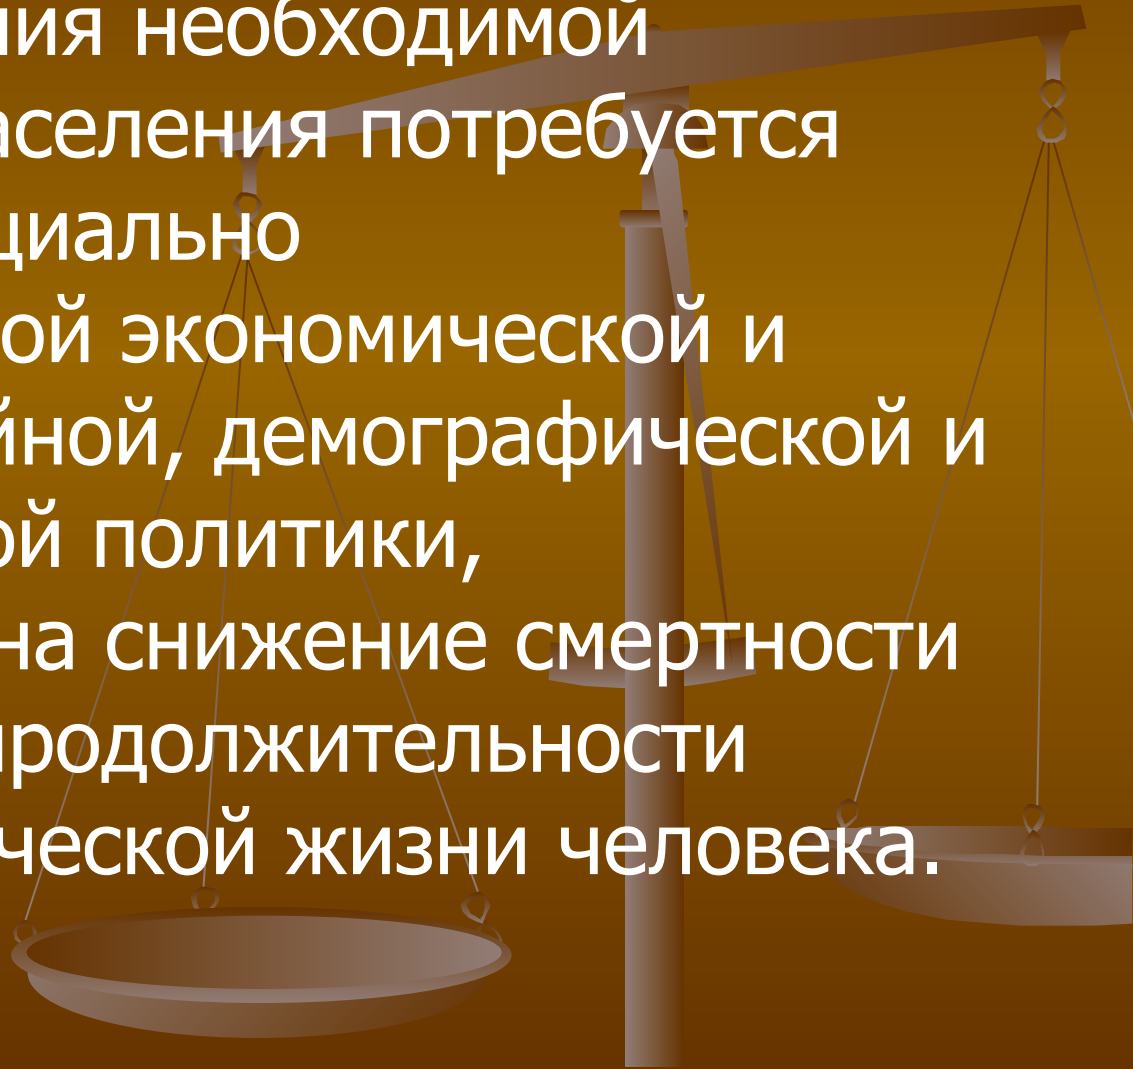 ния необходимой
аселения потребуется
циально
ой экономической и
йной, демографической и
ой политики,
на снижение смертности
продолжительности
ческой жизни человека.